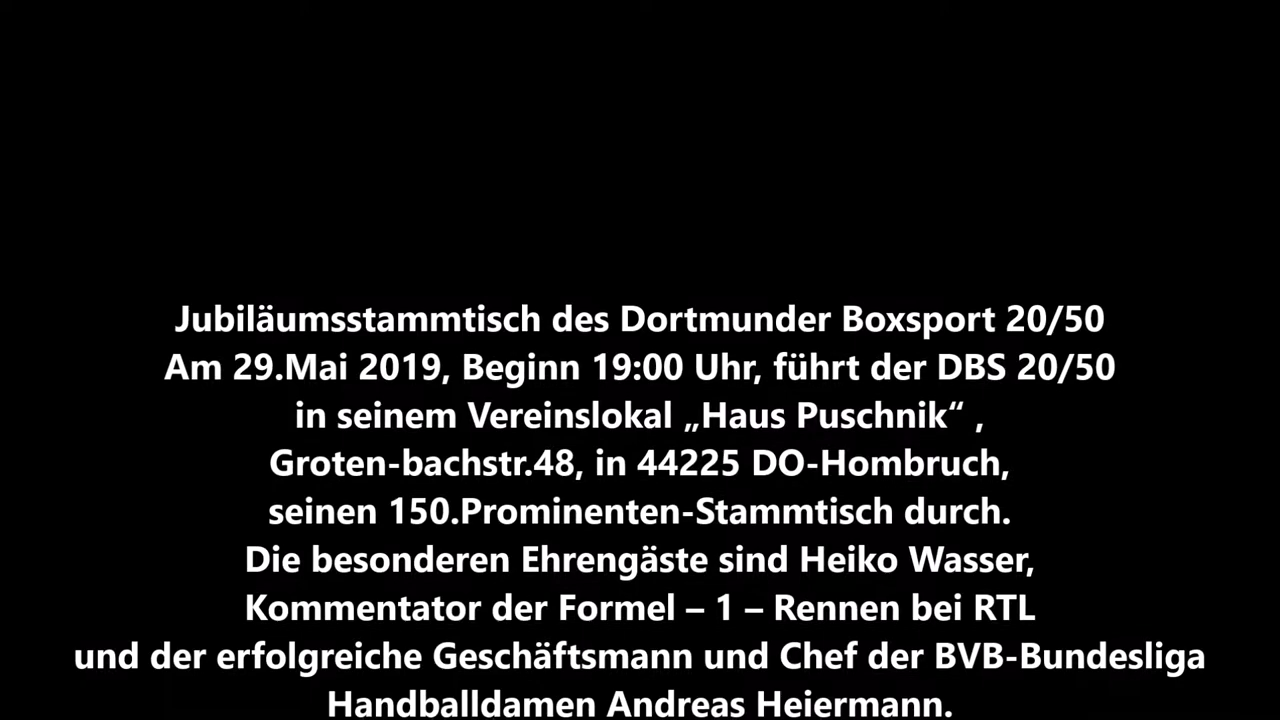 Jubiläumsstammtisch des Dortmunder Boxsport 20/50
Am 29.Mai 2019, Beginn 19:00 Uhr, führt der DBS 20/50
in seinem Vereinslokal „Haus Puschnik“ ,
Groten-bachstr.48, in 44225 DO-Hombruch,
seinen 150.Prominenten-Stammtisch durch.
Die besonderen Ehrengäste sind Heiko Wasser,
Kommentator der Formel – 1 – Rennen bei RTL
und der erfolgreiche Geschäftsmann und Chef der BVB-Bundesliga
Handballdamen Andreas Heiermann.